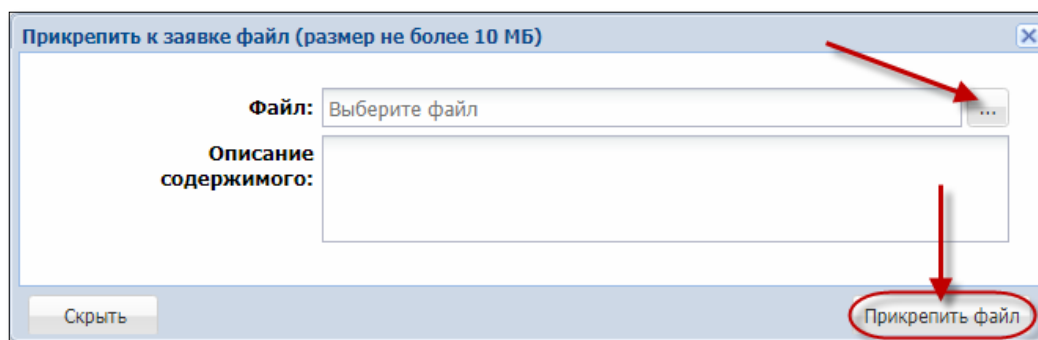 Прикрепить к заявке файл (размер не более 10 МБ)
Файл: Выберите файл ...
Описание
содержимого:
Скрыть Прикрепить файл